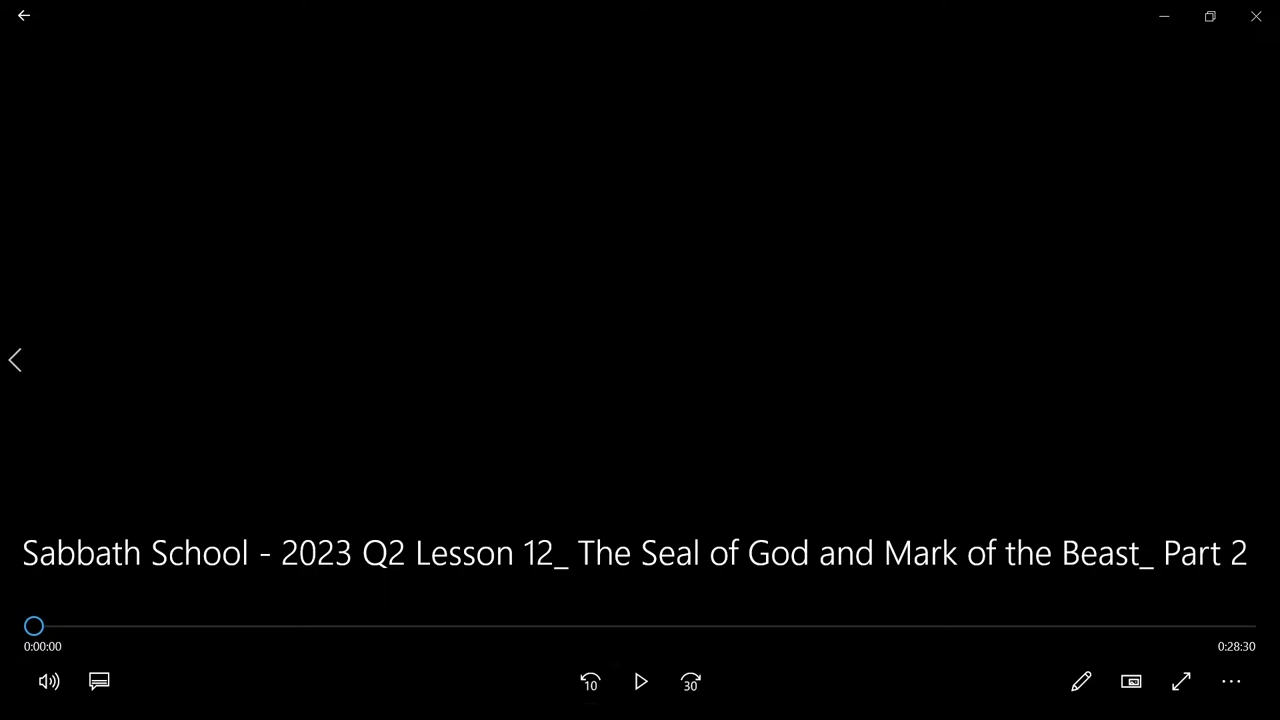 Sabbath School - 2023 Q2 Lesson 12_ The Seal of God and Mark of the Beast_ Part 2
0:00:00
0:28:30
10
30